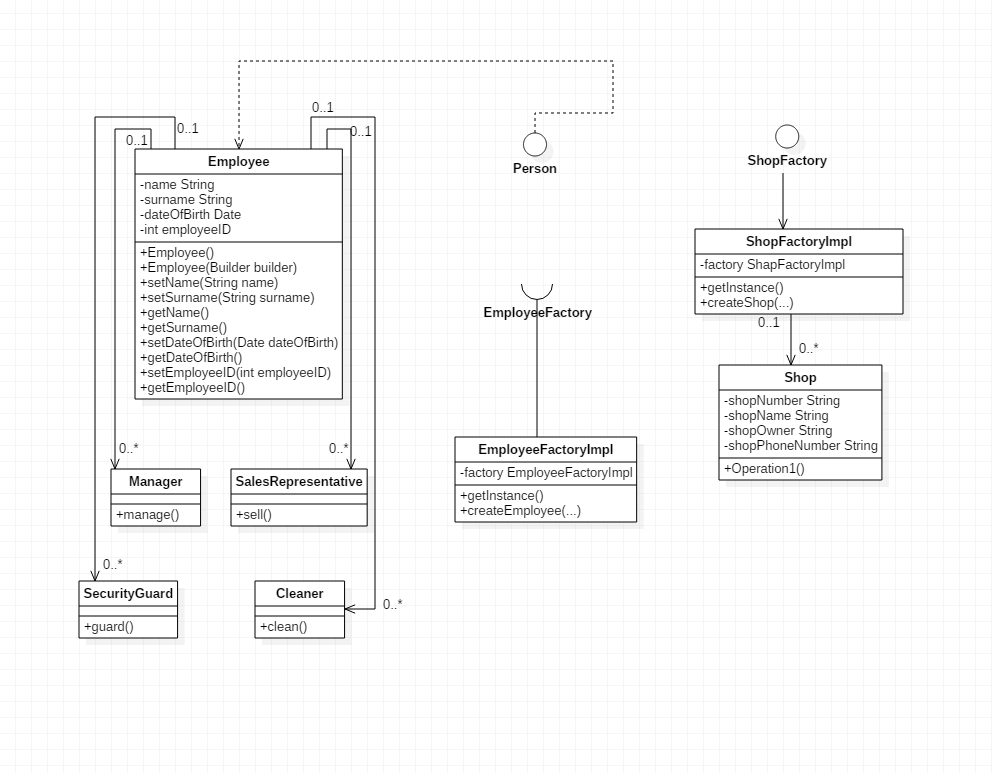 0..1
0..1
0..1
0..1
Employee
-name String
-surname String
-dateOfBirth Date
-int employeeID
+Employee()
+Employee(Builder builder)
+setName(String name)
+setSurname(String surname)
+getName()
+getSurname()
+setDateOfBirth(Date dateOfBirth)
+getDateOfBirth()
+setEmployeeID(int employeeID)
+getEmployeeID()
0..*
0..*
Manager
+manage()
SalesRepresentative
+sell()
0..*
SecurityGuard
+guard()
Cleaner
+clean()
0..*
Person
EmployeeFactory
EmployeeFactoryImpl
-factory EmployeeFactoryImpl
+getInstance()
+createEmployee(...)
ShopFactory
ShopFactoryImpl
-factory ShapFactoryImpl
+getInstance()
+createShop(...)
0..1
0..*
Shop
-shopNumber String
-shopName String
-shopOwner String
-shopPhoneNumber String
+Operation1()